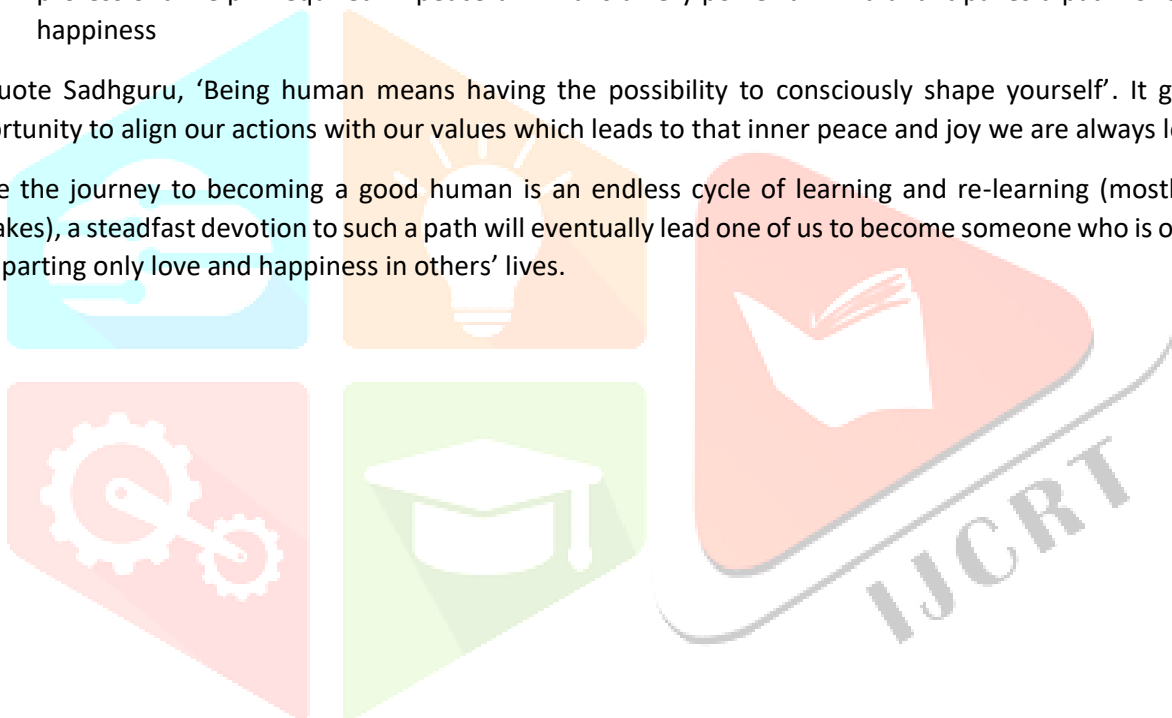 happiness
uote Sadhguru, ‘Being human means having the possibility to consciously shape yourself’. It g
ortunity to align our actions with our values which leads to that inner peace and joy we are always l
e the journey to becoming a good human is an endless cycle of learning and re-learning (mostl
akes), a steadfast devotion to such a path will eventually lead one of us to become someone who is o
parting only love and happiness in others’ lives.
IJCRT